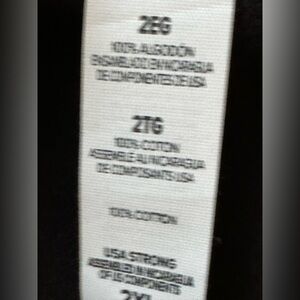 2EG
100% ALGODÓN
ENSAMBLADO EN NICARAGUA
DE COMPONENTES DE USA
2TG
100% COTON
ASSEMBLÉ AU NICARAGUA
DE COMPOSANTS USA
100% COTTON
USA STRONG
ASSEMBLED IN NICARAGUA
OF US COMPONENTS
2XL